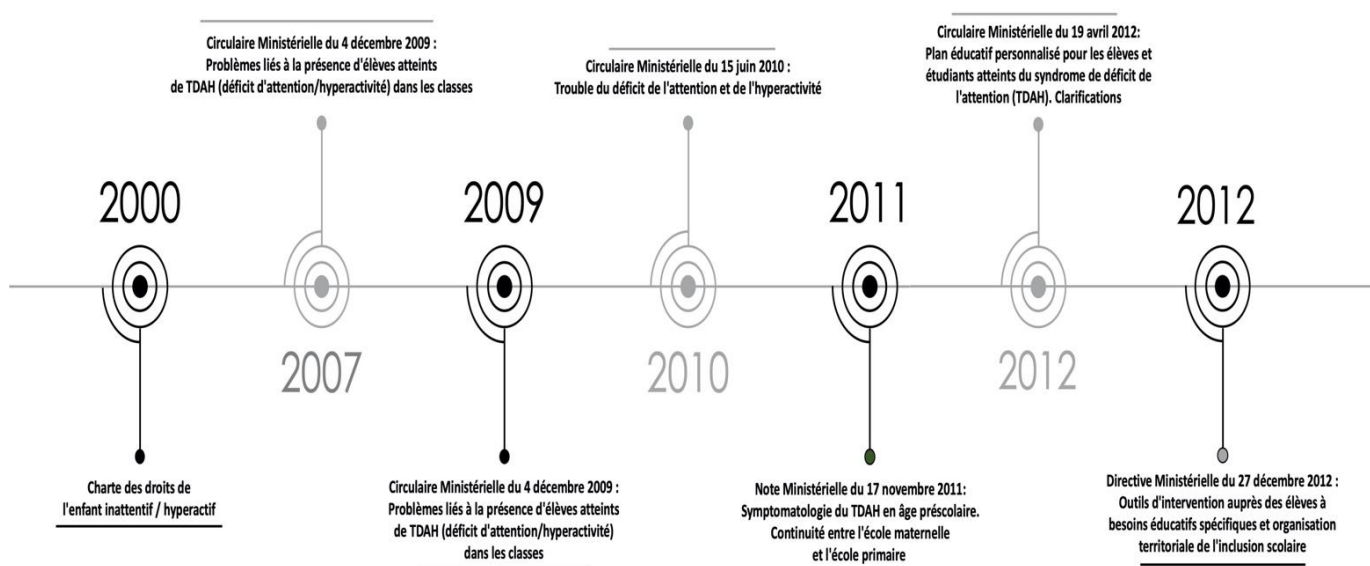 Circulaire Ministérielle du 4 décembre 2009 :
Problèmes liés à la présence d'élèves atteints
de TDAH (déficit d'attention/hyperactivité) dans les classes
Circulaire Ministérielle du 15 juin 2010 :
Trouble du déficit de l'attention et de l'hyperactivité
Circulaire Ministérielle du 19 avril 2012:
Plan éducatif personnalisé pour les élèves et
étudiants atteints du syndrome de déficit de
l'attention (TDAH). Clarifications
2000
2009
2011
2012
2007
2010
2012
Charte des droits de
l'enfant inattentif / hyperactif
Circulaire Ministérielle du 4 décembre 2009 :
Problèmes liés à la présence d'élèves atteints
de TDAH (déficit d'attention/hyperactivité)
dans les classes
Note Ministérielle du 17 novembre 2011:
Symptomatologie du TDAH en âge préscolaire.
Continuité entre l'école maternelle
et l'école primaire
Directive Ministérielle du 27 décembre 2012 :
Outils d'intervention auprès des élèves à
besoins éducatifs spécifiques et organisation
territoriale de l'inclusion scolaire